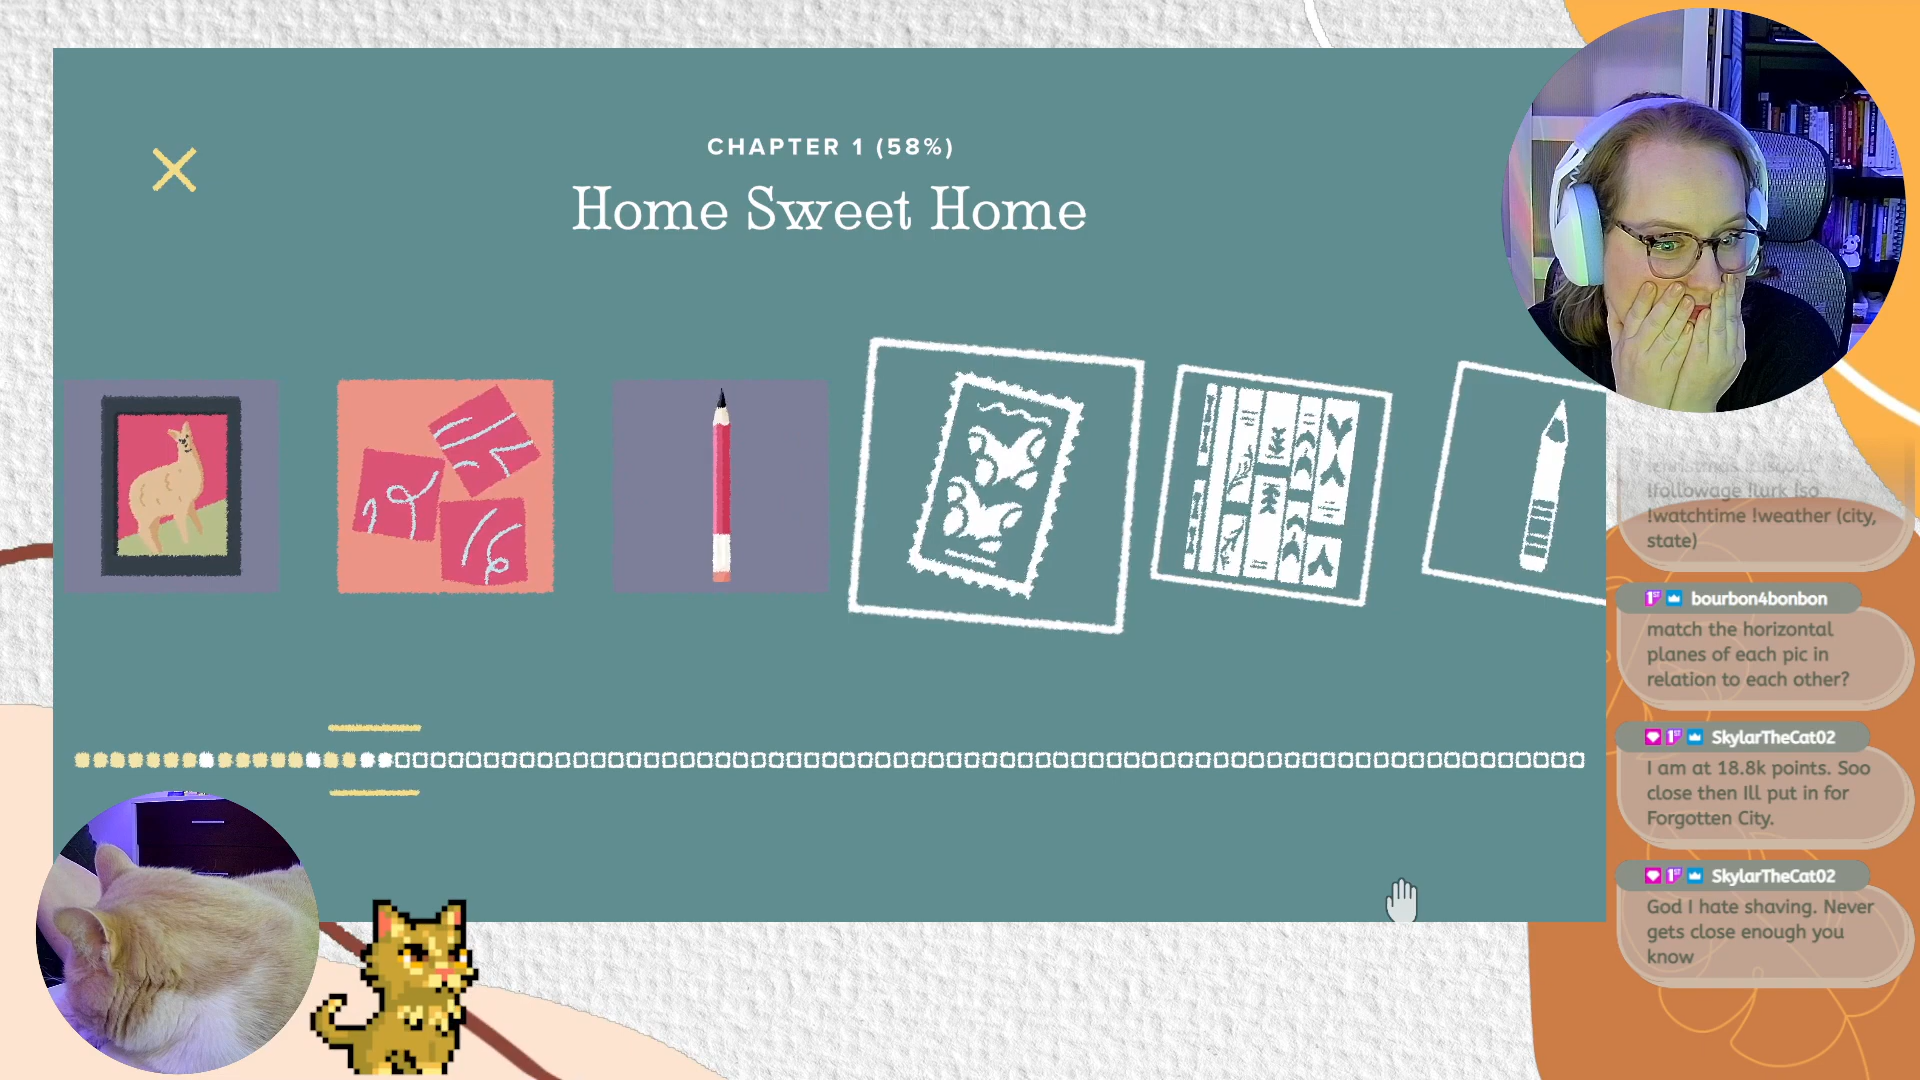 CHAPTER 1 (58%)
Home Sweet Home
!followage !lurk !so
!watchtime !weather (city,
state)
bourbon4bonbon
match the horizontal
planes of each pic in
relation to each other?
SkylarTheCat02
I am at 18.8k points. Soo
close then Ill put in for
Forgotten City.
SkylarTheCat02
God I hate shaving. Never
gets close enough you
know